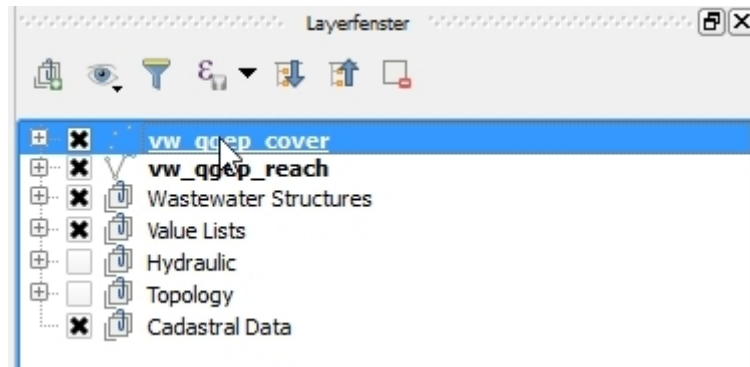 Layerfenster
vw_qgep_cover
vw_qgep_reach
Wastewater Structures
Value Lists
Hydraulic
Topology
Cadastral Data